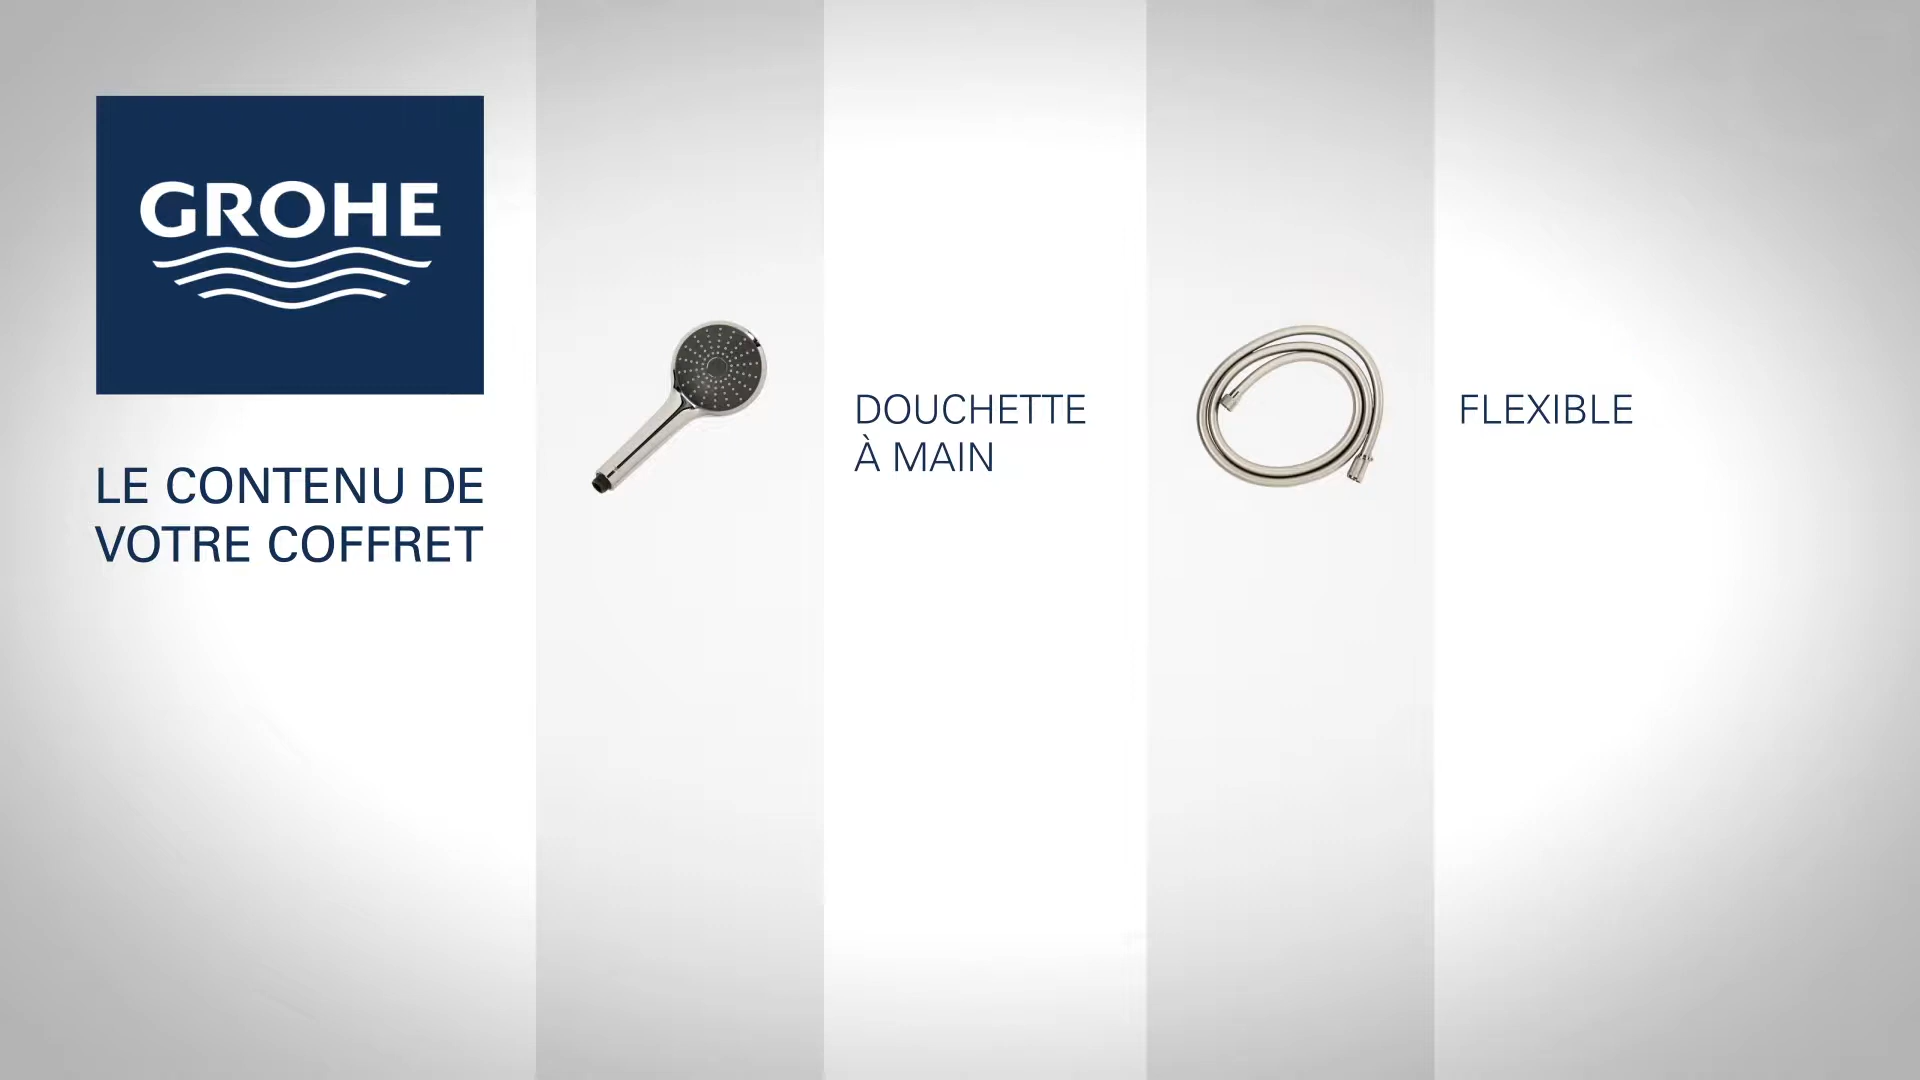 GROHE
LE CONTENU DE
VOTRE COFFRET
DOUCHETTE
À MAIN
FLEXIBLE